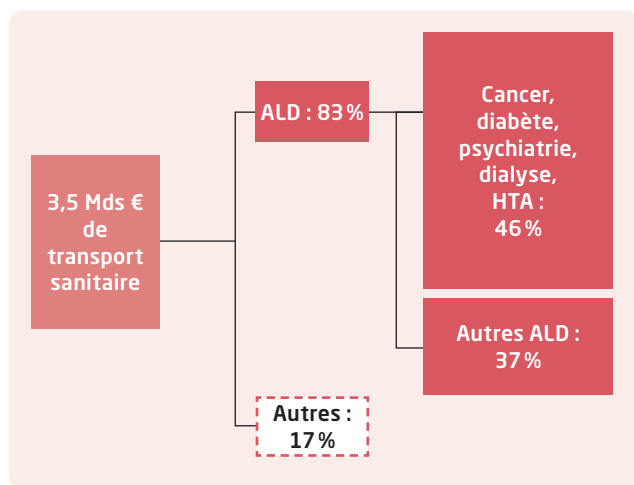 3,5 Mds €
de
transport
sanitaire
ALD : 83 %
Cancer,
diabète,
psychiatrie,
dialyse,
HTA :
46 %
Autres ALD :
37 %
Autres :
17 %